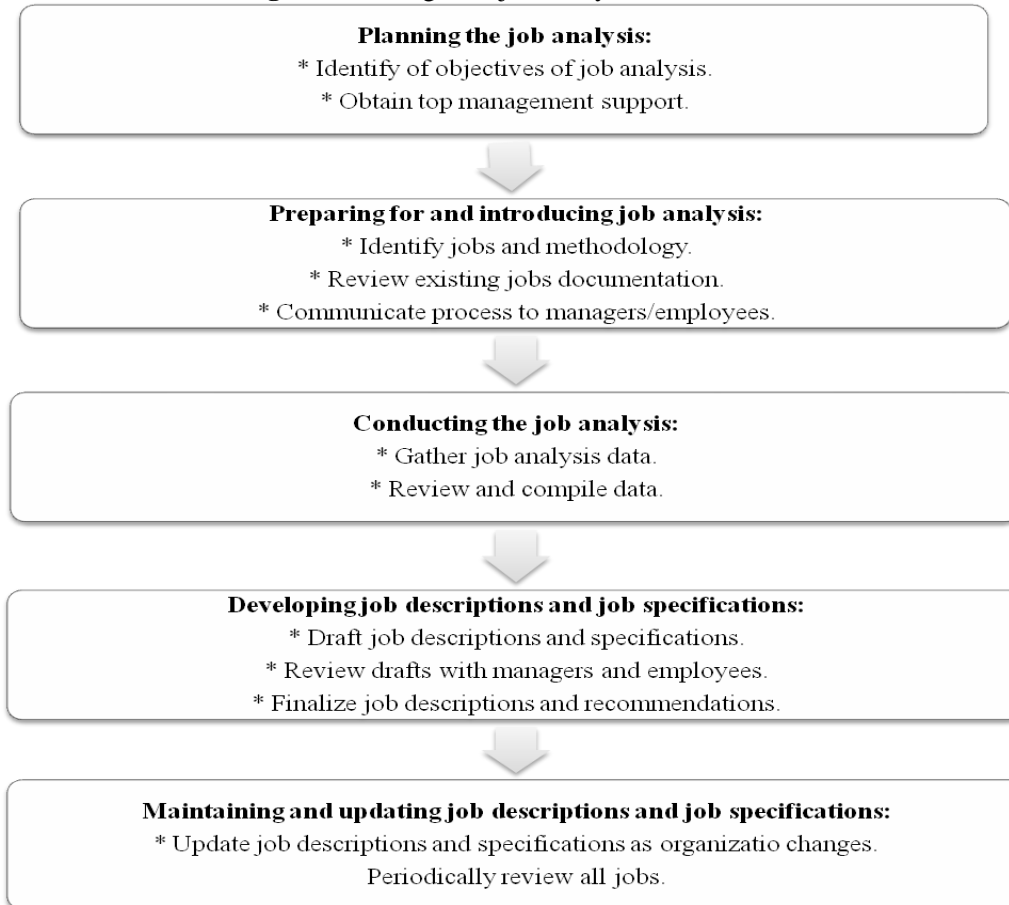 Planning the job analysis:
* Identify of objectives of job analysis.
* Obtain top management support.
Preparing for and introducing job analysis:
* Identify jobs and methodology.
* Review existing jobs documentation.
* Communicate process to managers/employees.
Conducting the job analysis:
* Gather job analysis data.
* Review and compile data.
Developing job descriptions and job specifications:
* Draft job descriptions and specifications.
* Review drafts with managers and employees.
* Finalize job descriptions and recommendations.
Maintaining and updating job descriptions and job specifications:
* Update job descriptions and specifications as organizatio changes.
Periodically review all jobs.